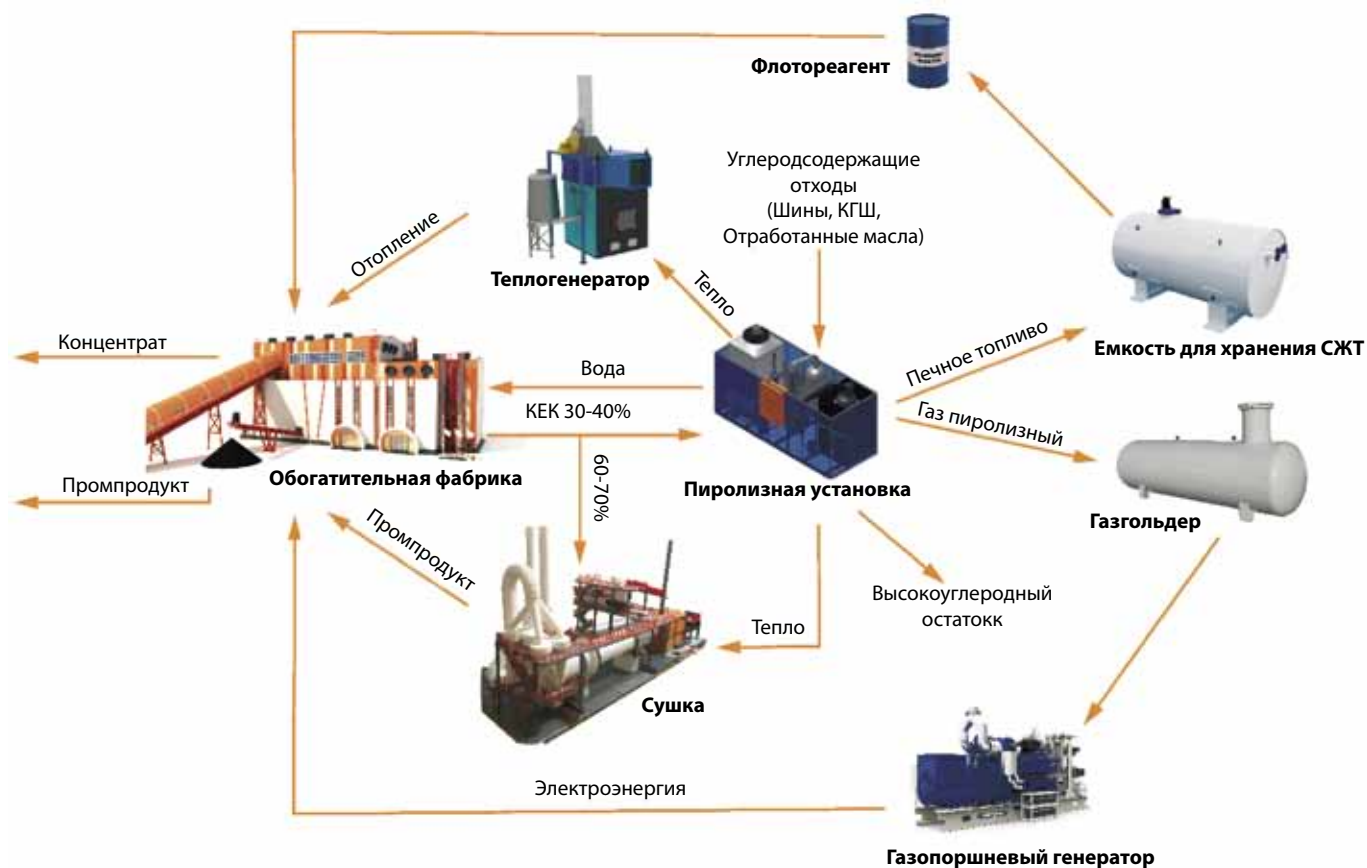 Флотореагент
Углеродсодержащие
отходы
(Шины, КГШ,
Отработанные масла)
Отопление
Теплогенератор
Тепло
Концентрат
Вода
КЕК 30-40%
Печное топливо
Емкость для хранения СЖТ
Газ пиролизный
Промпродукт
Обогатительная фабрика
60-70%
Пиролизная установка
Газгольдер
Промпродукт
Высокоуглеродный
остатокк
Тепло
Сушка
Электроэнергия
Газопоршневый генератор